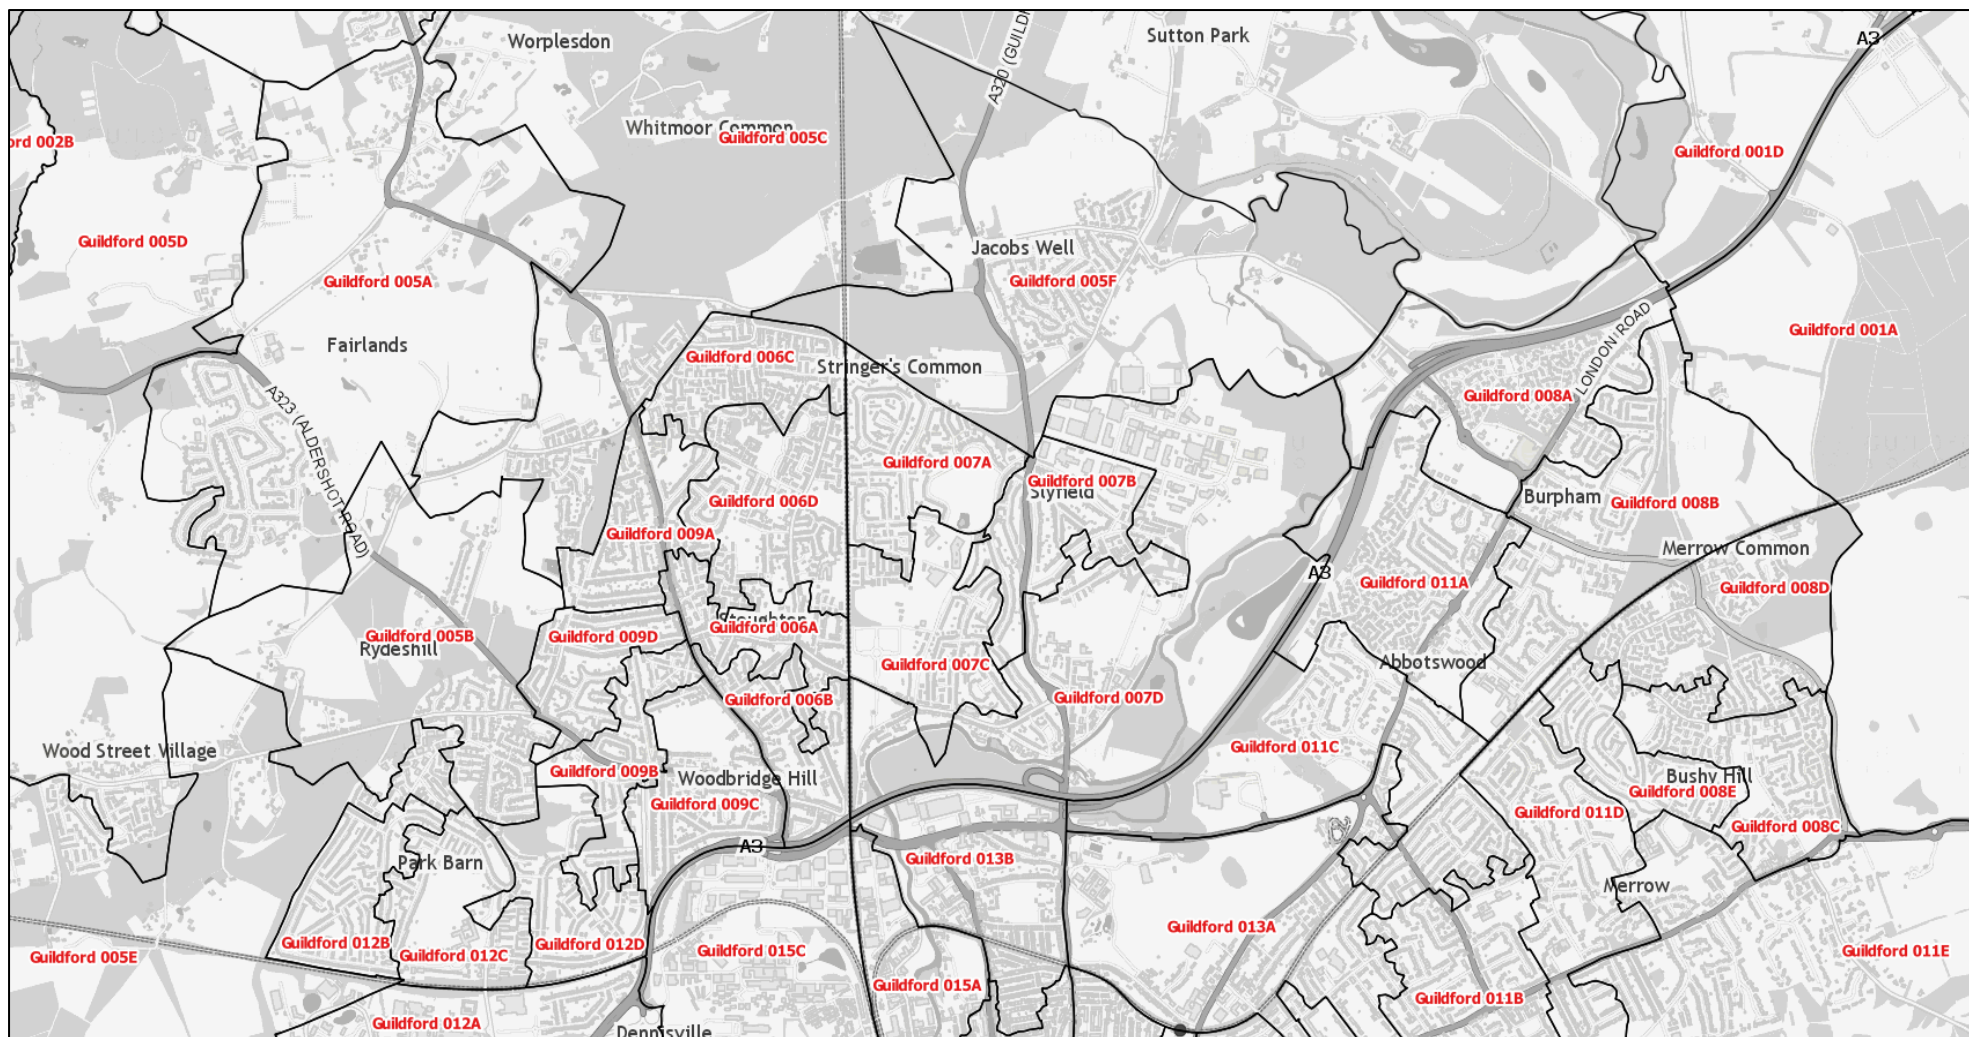 Worplesdon
Sutton Park
A3
A320 (GUILD
Whitmoor Common
Guildford 005C
ord 002B
Guildford 001D
Guildford 005D
Jacobs Well
Guildford 005A
Guildford 005F
LONDON ROAD
Guildford 001A
Fairlands
Guildford 006C
Stringer's Common
Guildford 008A
A323 (ALDERSHOT ROAD)
Guildford 007A
Guildford 007B
Slyfield
Guildford 006D
Burpham
Guildford 008B
Guildford 009A
Merrow Common
A3
Guildford 011A
Guildford 008D
Stoughton
Guildford 006A
Guildford 005B
Rydeshill
Guildford 009D
Guildford 007C
Abbotswood
Guildford 006B
Guildford 007D
Wood Street Village
Guildford 011C
Guildford 009B
Woodbridge Hill
Bushy Hill
Guildford 008E
Guildford 009C
Guildford 011D
Guildford 008C
A3
Park Barn
Guildford 013B
Merrow
Guildford 013A
Guildford 012B
Guildford 012C
Guildford 012D
Guildford 015C
Guildford 005E
Guildford 011E
Guildford 015A
Guildford 011B
Guildford 012A
Dennisville